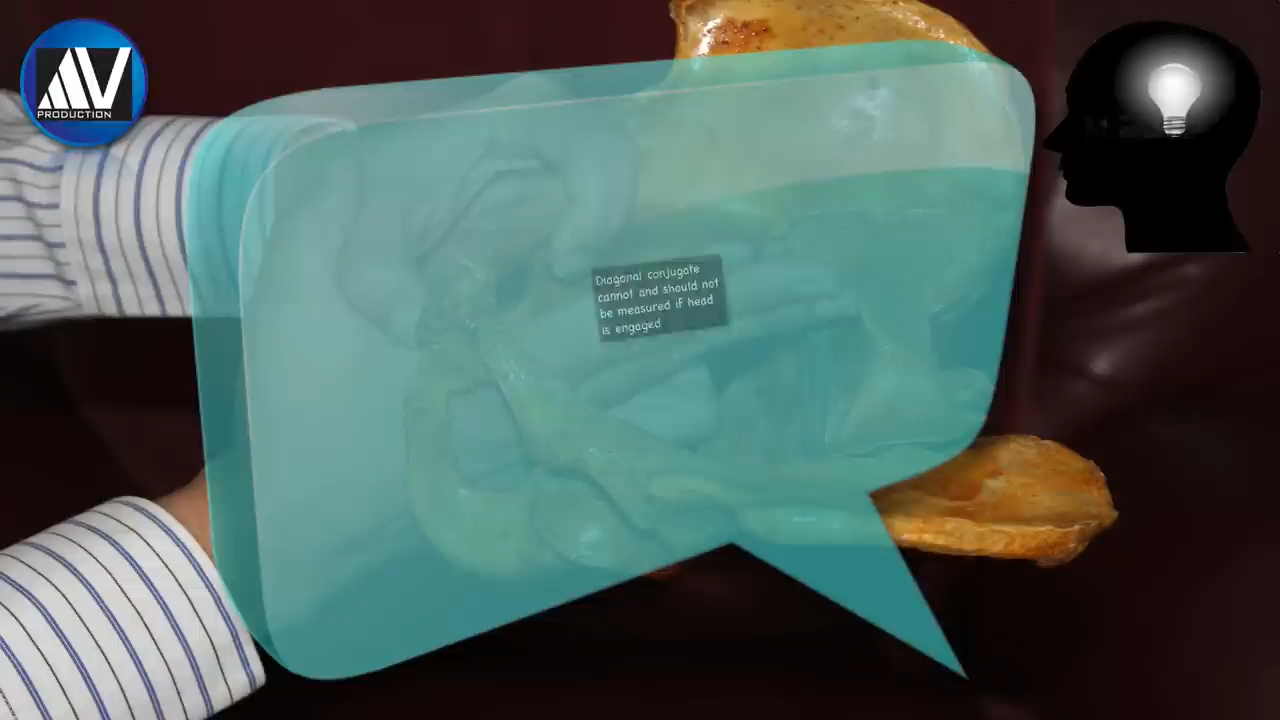 AV
PRODUCTION
Diagonal conjugate
cannot and should not
be measured if head
is engaged